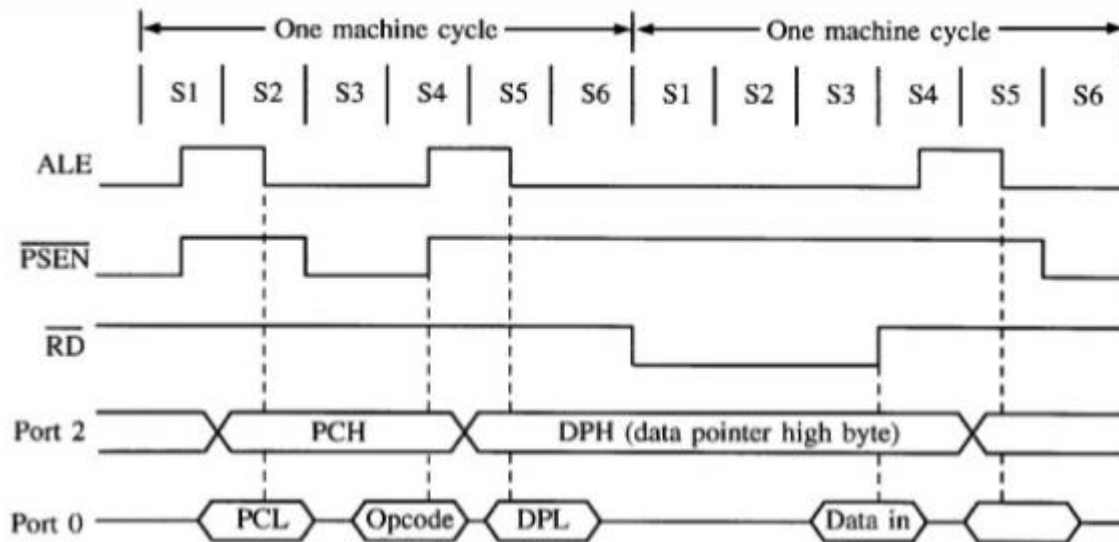 One machine cycle One machine cycle
S1 S2 S3 S4 S5 S6 S1 S2 S3 S4 S5 S6
ALE
PSEN
RD
Port 2 PCH DPH (data pointer high byte)
Port 0 PCL Opcode DPL Data in